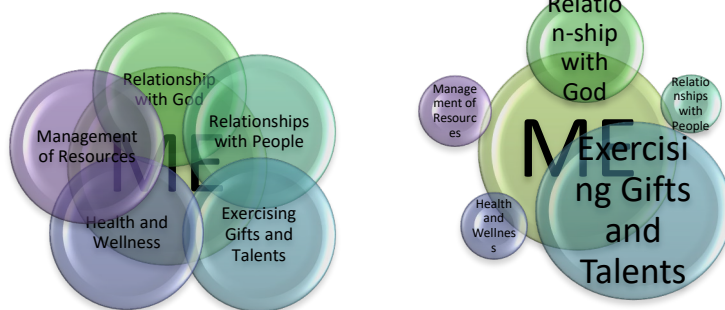 Relationship
with God
Relationships
with People
Exercising
Gifts and
Talents
Health and
Wellness
Management
of Resources
ME
Relatio
n-ship
with
God
Relatio
nships
with
People
Exercisi
ng Gifts
and
Talents
Health
and
Wellnes
s
Manage
ment of
Resourc
es
ME